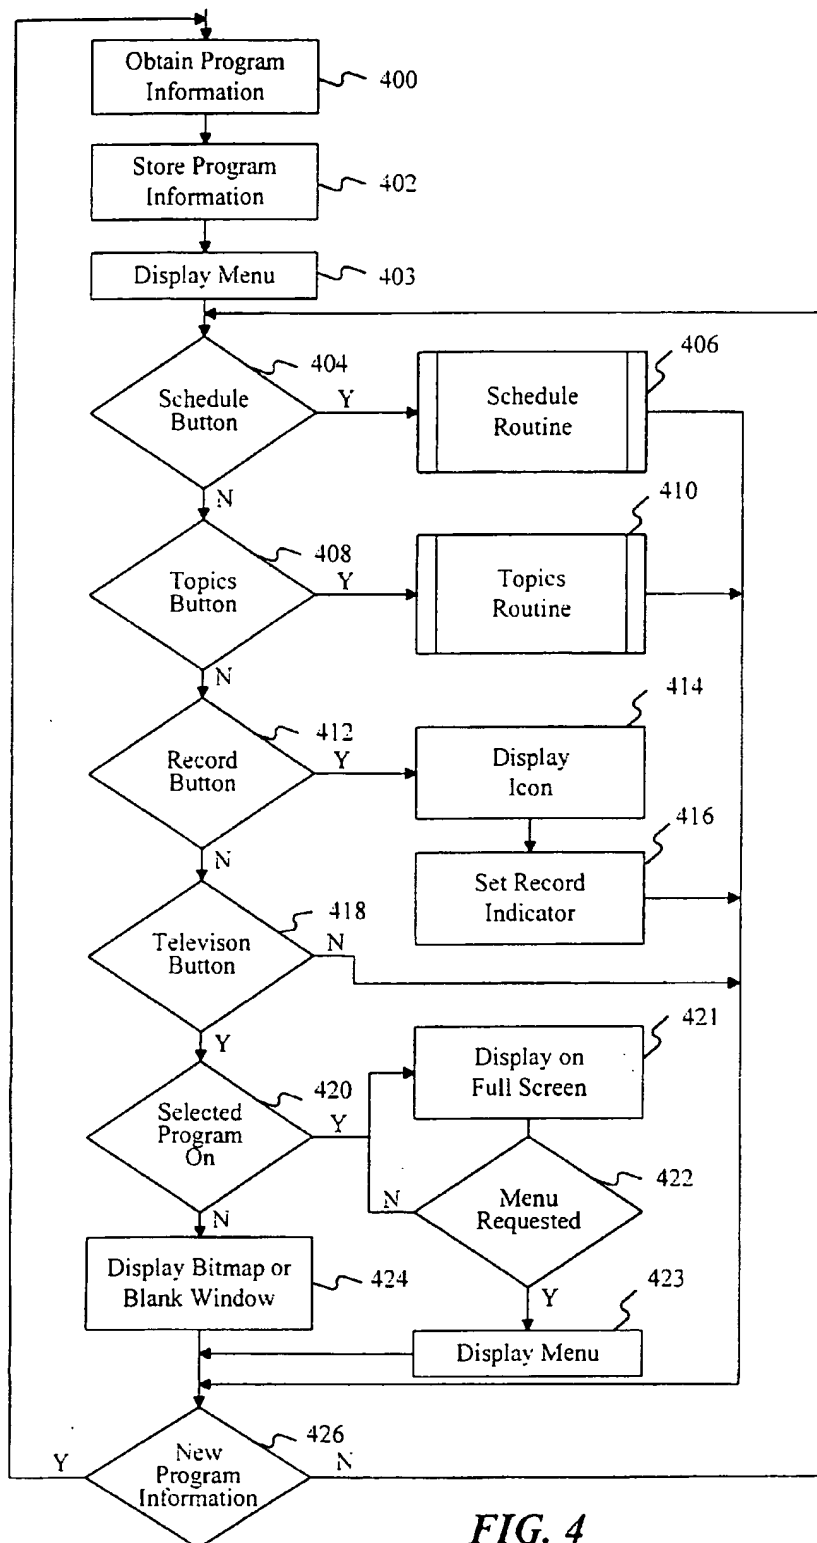 Obtain Program
Information
400
Store Program
Information
402
Display Menu
403
404
Schedule
Button
Y
406
Schedule
Routine
N
408
Topics
Button
Y
410
Topics
Routine
N
412
Record
Button
Y
414
Display
Icon
416
Set Record
Indicator
N
418
Televison
Button
N
Y
421
Display on
Full Screen
420
Selected
Program
On
Y
422
Menu
Requested
N
N
Display Bitmap or
Blank Window
424
Y
423
Display Menu
426
New
Program
Information
Y
N
FIG. 4